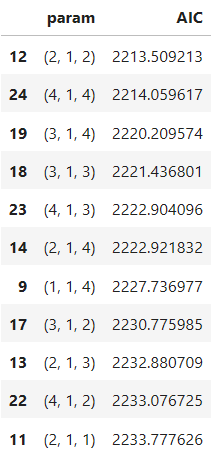 param AIC
12 (2, 1, 2) 2213.509213
24 (4, 1, 4) 2214.059617
19 (3, 1, 4) 2220.209574
18 (3, 1, 3) 2221.436801
23 (4, 1, 3) 2222.904096
14 (2, 1, 4) 2222.921832
9 (1, 1, 4) 2227.736977
17 (3, 1, 2) 2230.775985
13 (2, 1, 3) 2232.880709
22 (4, 1, 2) 2233.076725
11 (2, 1, 1) 2233.777626